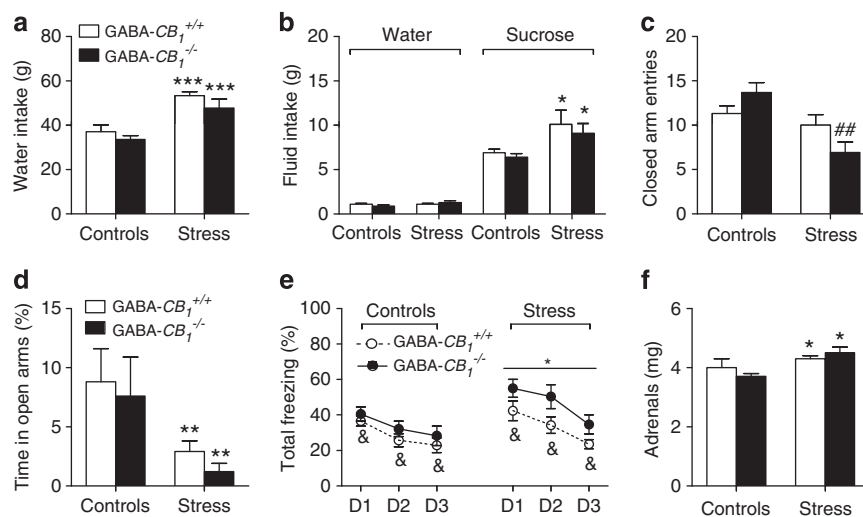 a
GABA-CB1+/+
GABA-CB1-/-
Water intake (g)
80
60
40
20
0
***
***
Controls
Stress
b
Water
Sucrose
Fluid intake (g)
20
15
10
5
0
*
*
Controls
Stress
Controls
Stress
c
Closed arm entries
20
15
10
5
0
##
Controls
Stress
d
GABA-CB1+/+
GABA-CB1-/-
Time in open arms (%)
15
10
5
0
**
**
Controls
Stress
e
Controls
Stress
GABA-CB1+/+
GABA-CB1-/-
Total freezing (%)
100
80
60
40
20
0
*
&
&
&
&
&
&
D1
D2
D3
D1
D2
D3
f
Adrenals (mg)
6
4
2
0
*
*
Controls
Stress